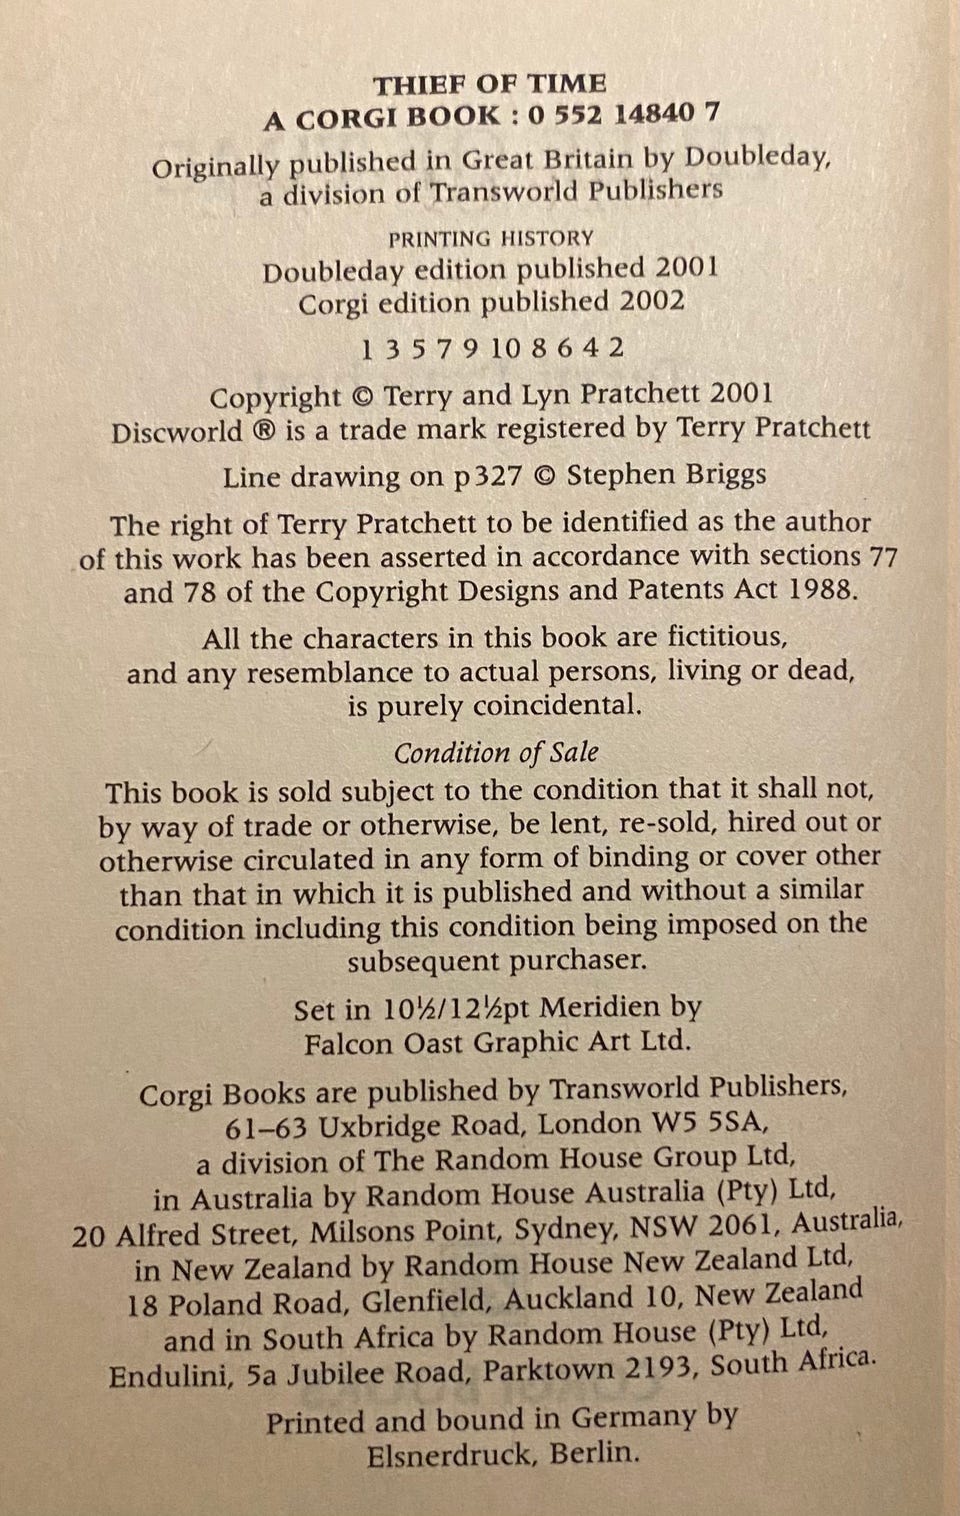 THIEF OF TIME
A CORGI BOOK : 0 552 14840 7
Originally published in Great Britain by Doubleday,
a division of Transworld Publishers
PRINTING HISTORY
Doubleday edition published 2001
Corgi edition published 2002
1 3 5 7 9 10 8 6 4 2
Copyright © Terry and Lyn Pratchett 2001
Discworld ® is a trade mark registered by Terry Pratchett
Line drawing on p327 © Stephen Briggs
The right of Terry Pratchett to be identified as the author
of this work has been asserted in accordance with sections 77
and 78 of the Copyright Designs and Patents Act 1988.
All the characters in this book are fictitious,
and any resemblance to actual persons, living or dead,
is purely coincidental.
Condition of Sale
This book is sold subject to the condition that it shall not,
by way of trade or otherwise, be lent, re-sold, hired out or
otherwise circulated in any form of binding or cover other
than that in which it is published and without a similar
condition including this condition being imposed on the
subsequent purchaser.
Set in 10½/12½pt Meridien by
Falcon Oast Graphic Art Ltd.
Corgi Books are published by Transworld Publishers,
61–63 Uxbridge Road, London W5 5SA,
a division of The Random House Group Ltd,
in Australia by Random House Australia (Pty) Ltd,
20 Alfred Street, Milsons Point, Sydney, NSW 2061, Australia,
in New Zealand by Random House New Zealand Ltd,
18 Poland Road, Glenfield, Auckland 10, New Zealand
and in South Africa by Random House (Pty) Ltd,
Endulini, 5a Jubilee Road, Parktown 2193, South Africa.
Printed and bound in Germany by
Elsnerdruck, Berlin.